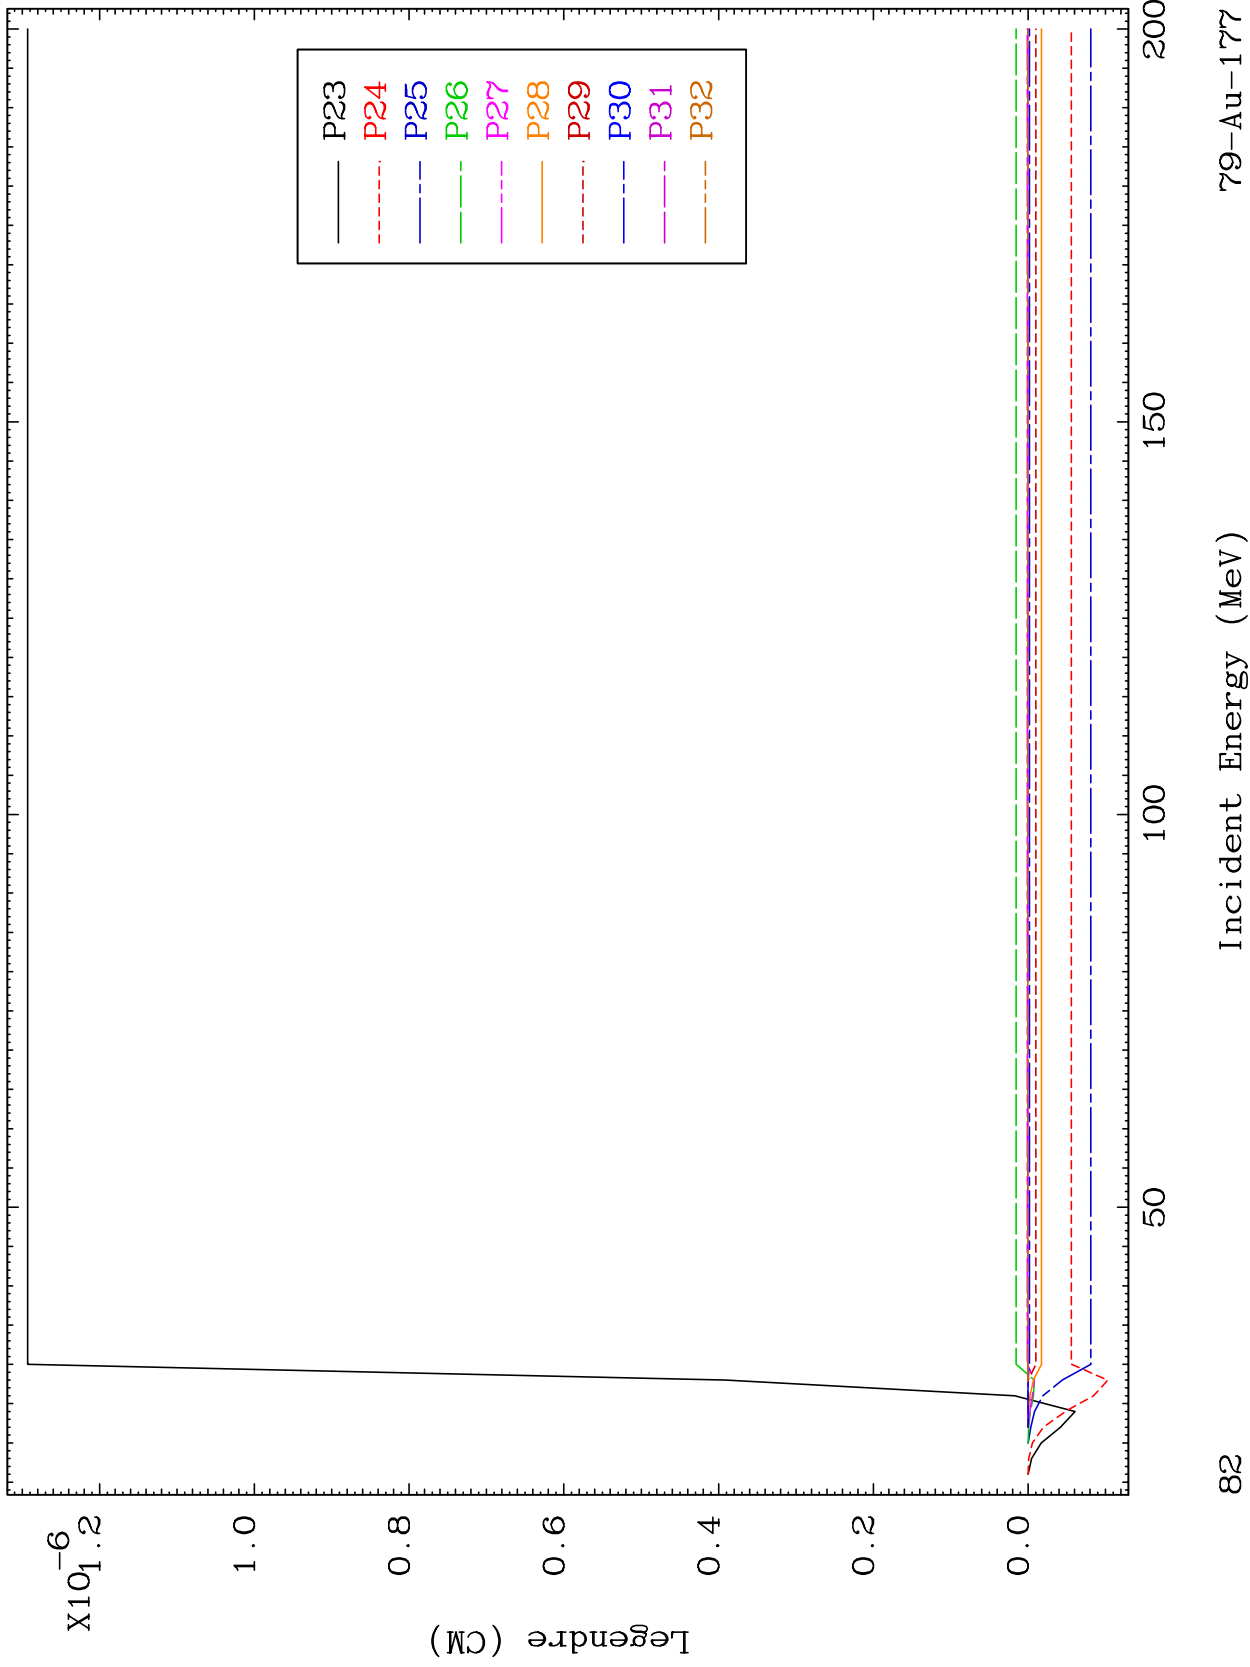 X10-6
1.2
1.0
0.8
0.6
0.4
0.2
0.0
Legendre (CM)
P23
P24
P25
P26
P27
P28
P29
P30
P31
P32
50
100
150
200
82
Incident Energy (MeV)
79-Au-177